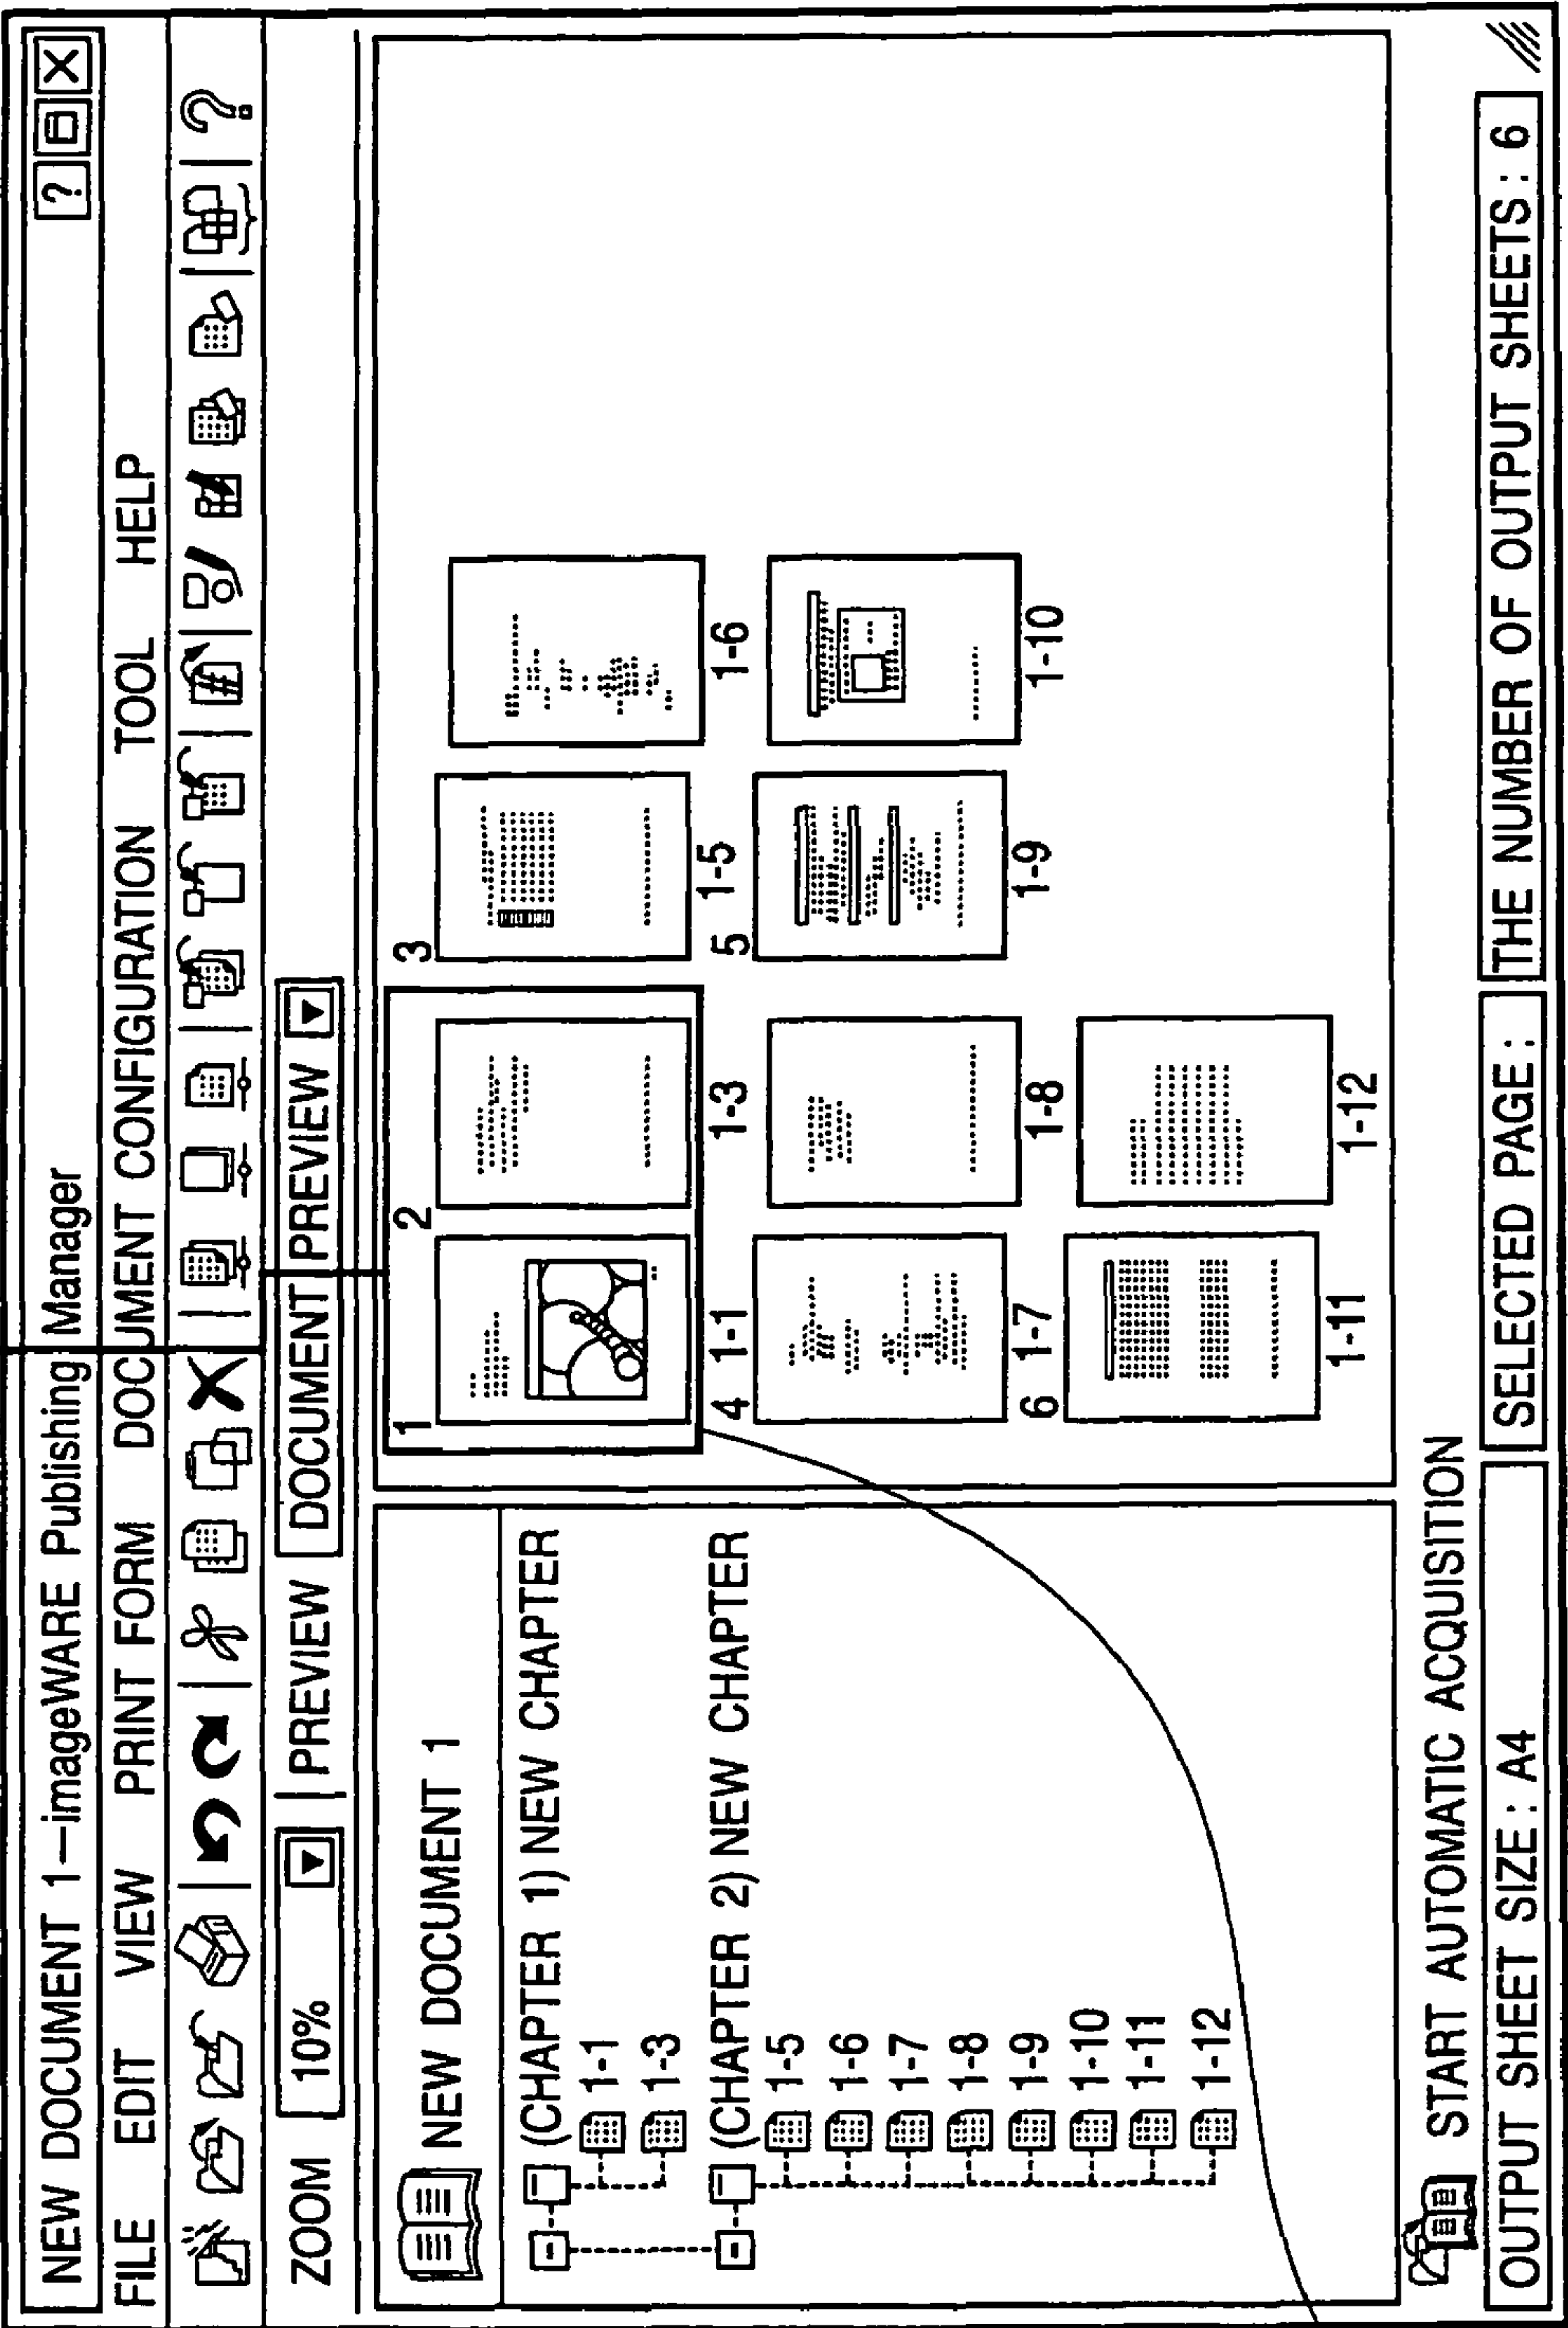 NEW DOCUMENT 1—imageWARE Publishing Manager
?
X
FILE EDIT VIEW PRINT FORM DOCUMENT CONFIGURATION TOOL HELP
#
?
ZOOM 10% PREVIEW DOCUMENT PREVIEW
NEW DOCUMENT 1
(CHAPTER 1) NEW CHAPTER
1-1
1-3
(CHAPTER 2) NEW CHAPTER
1-5
1-6
1-7
1-8
1-9
1-10
1-11
1-12
1 2 3
1-1 1-3 1-5 1-6
4 5
1-7 1-8 1-9 1-10
6
1-11 1-12
START AUTOMATIC ACQUISITION
OUTPUT SHEET SIZE: A4 SELECTED PAGE: THE NUMBER OF OUTPUT SHEETS: 6